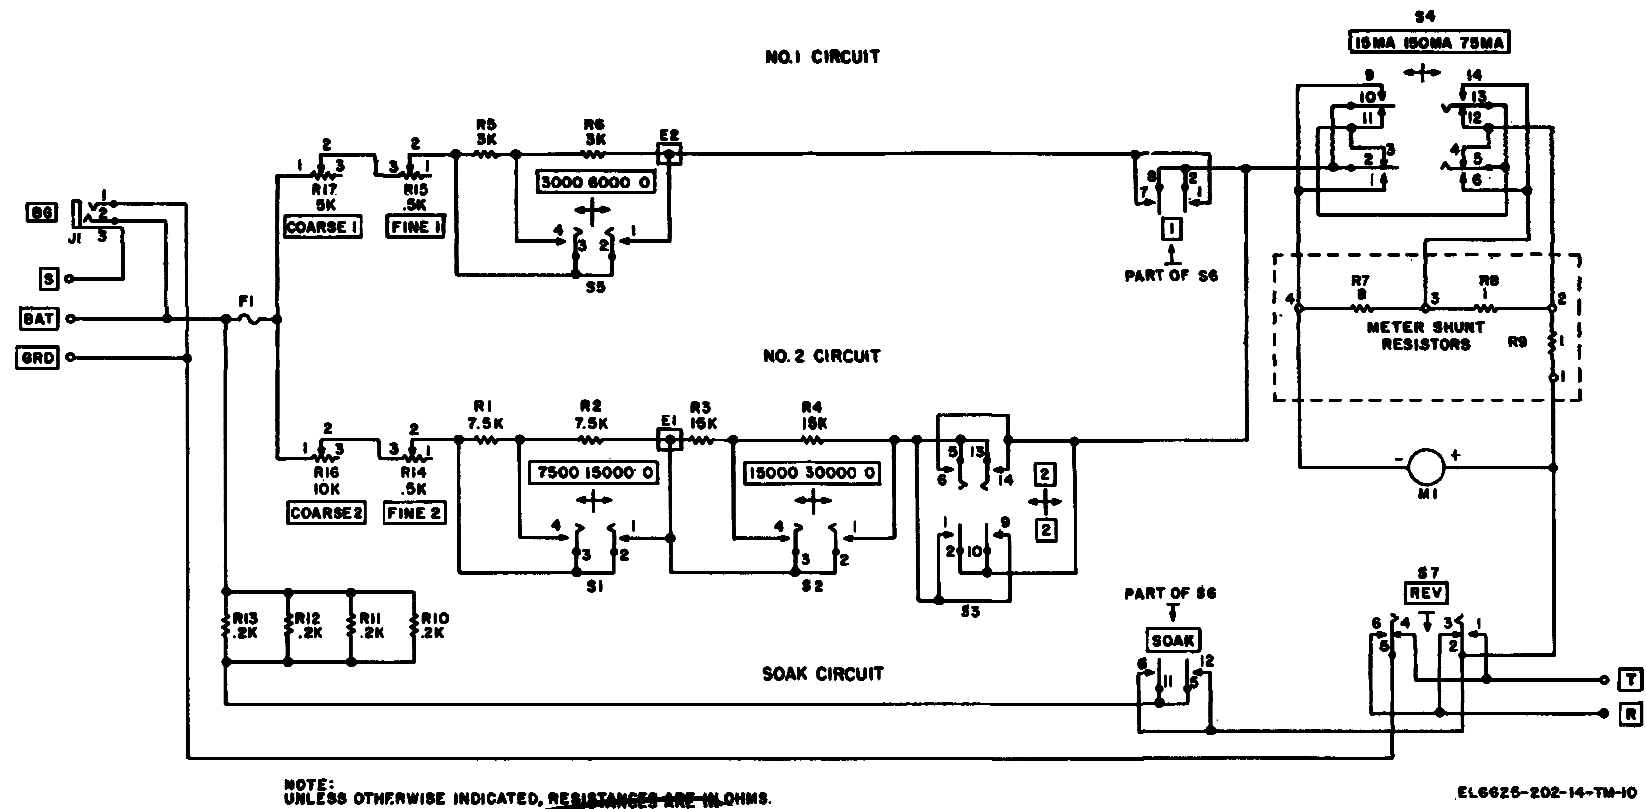 S4
15MA 150MA 75MA
NO.1 CIRCUIT
9 14
10 13
11 12
3 4
2 5
1 6
R5
3K
R6
3K
E2
1 2 3
R17
5K
COARSE 1
3 2 1
R15
.5K
FINE 1
3000 6000 0
4 3 2 1
S5
8 2
7 1
1
PART OF S6
BG
J1
1
2
3
S
BAT
GRD
F1
4 R7 3 R8 2
8 1
METER SHUNT
RESISTORS
R9 1
1
NO. 2 CIRCUIT
R1
7.5K
R2
7.5K
E1
R3
15K
R4
15K
1 2 3
R16
10K
COARSE 2
3 2 1
R14
.5K
FINE 2
7500 15000 0
4 3 2 1
S1
15000 30000 0
4 3 2 1
S2
5 13
6 14
1 9
2 10
S3
2
2
- +
M1
R13
.2K
R12
.2K
R11
.2K
R10
.2K
SOAK CIRCUIT
PART OF S6
SOAK
6 12
11 5
S7
REV
6 4 3 1
5 2
T
R
NOTE:
UNLESS OTHERWISE INDICATED, RESISTANCES ARE IN OHMS.
EL6625-202-14-TM-10